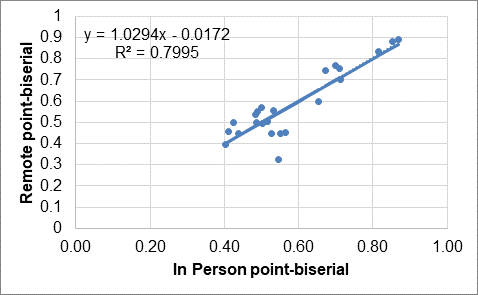 1
y = 1.0294x - 0.0172
0.9
R² = 0.7995
0.8
0.7
0.6
0.5
0.4
0.3
0.2
0.1
0
Remote point-biserial
0.00 0.20 0.40 0.60 0.80 1.00
In Person point-biserial